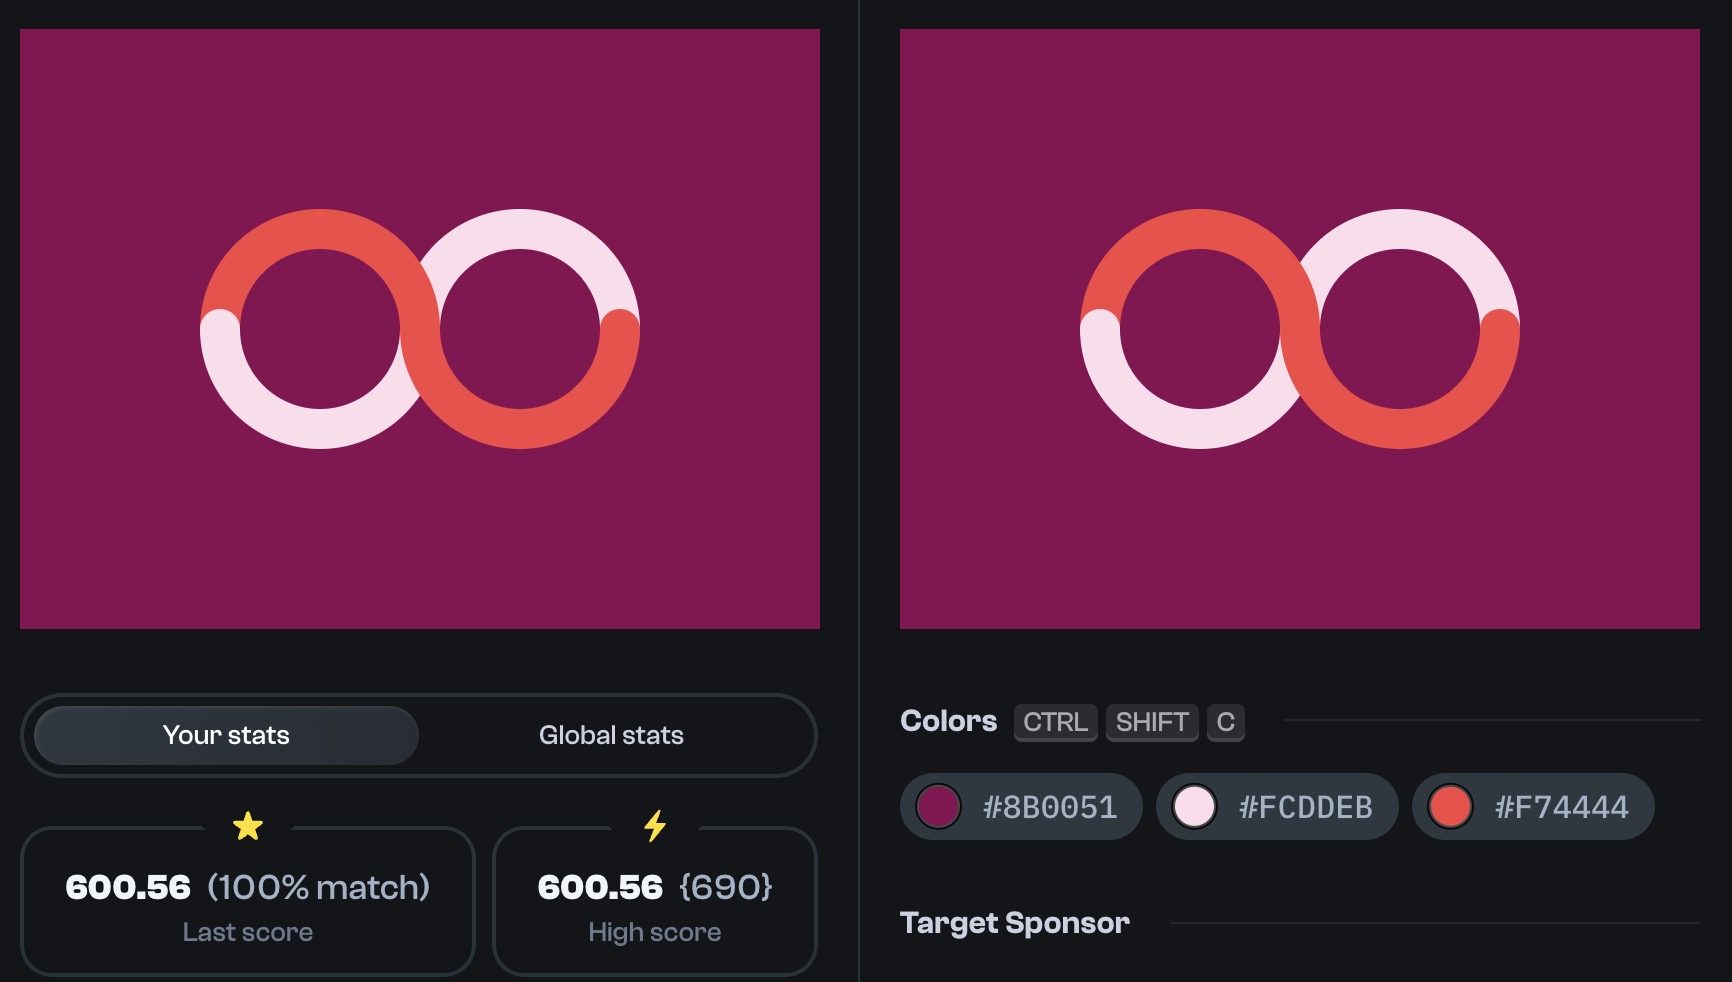 Your stats
Global stats
600.56 (100% match)
Last score
600.56 {690}
High score
Colors CTRL SHIFT C
#8B0051
#FCDDEB
#F74444
Target Sponsor